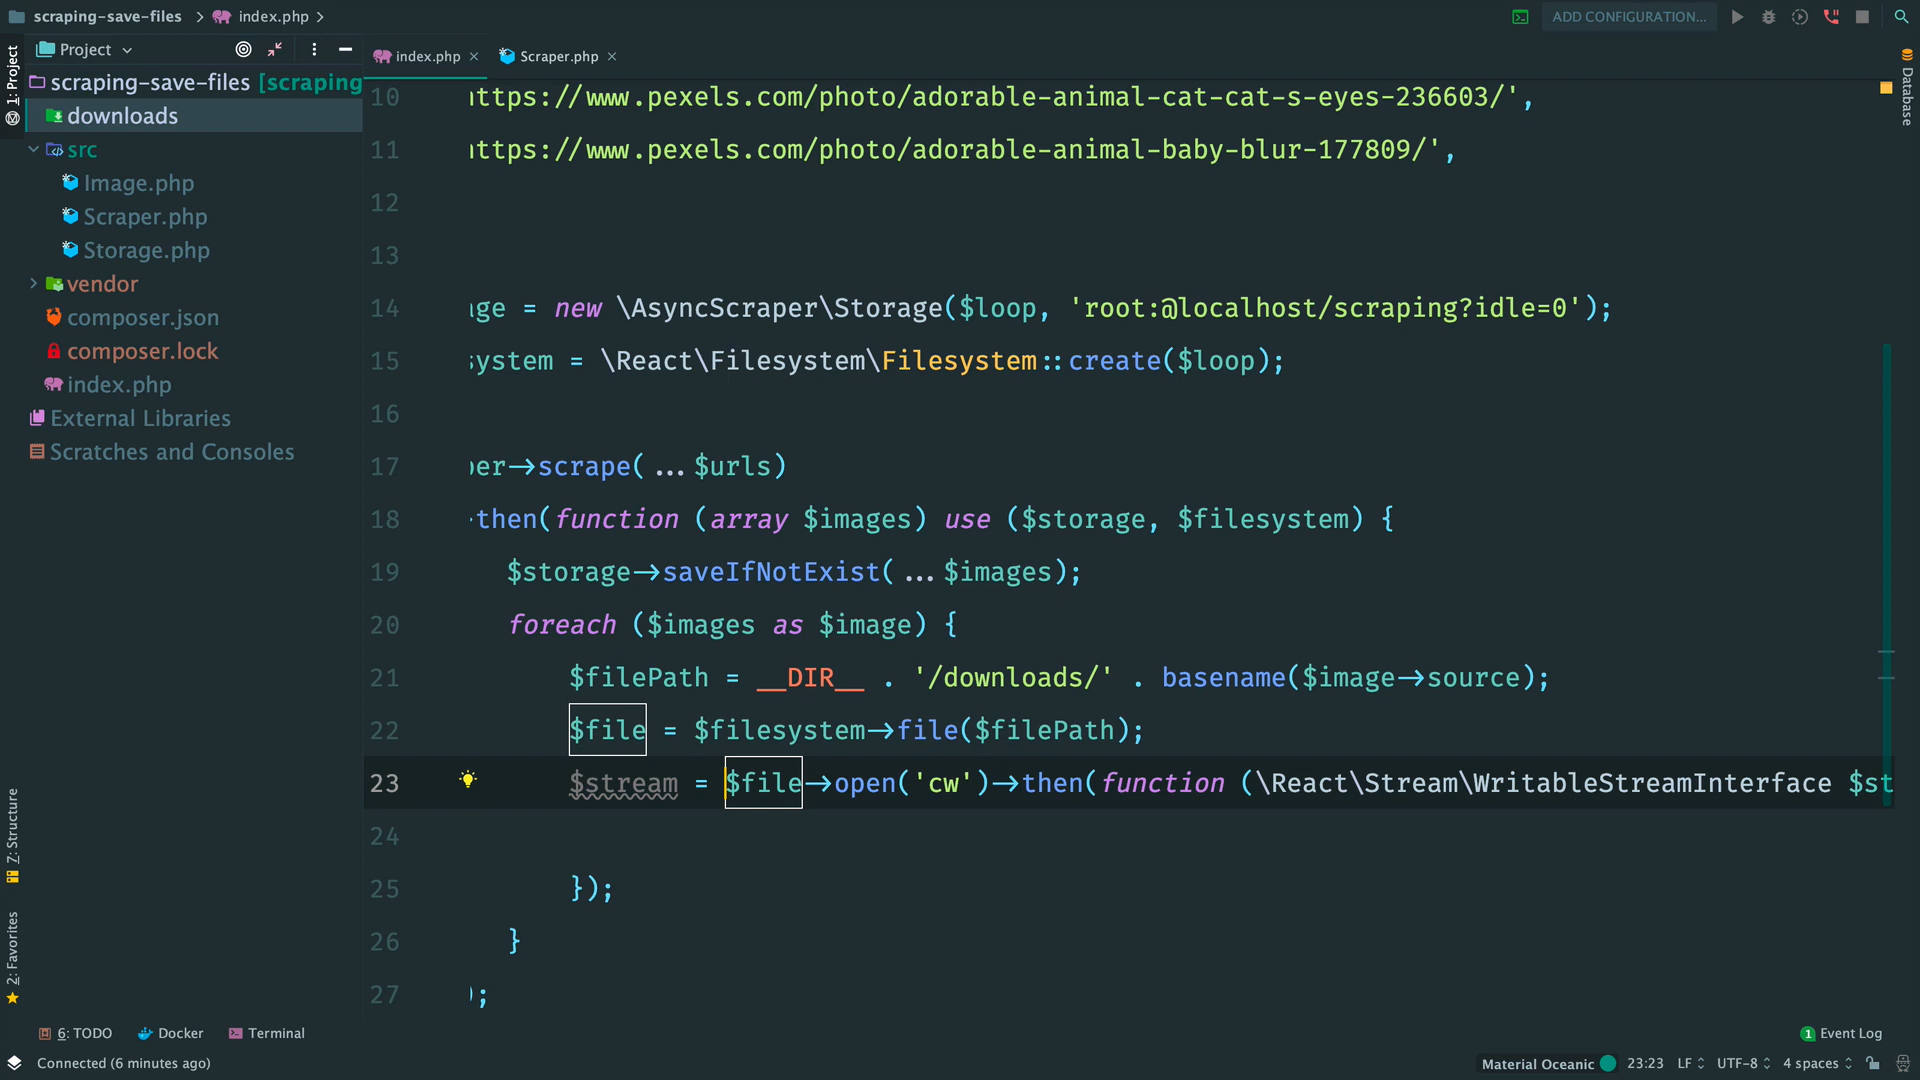 scraping-save-files
index.php
ADD CONFIGURATION...
1: Project
Project
index.php
Scraper.php
Database
scraping-save-files [scraping
downloads
src
Image.php
Scraper.php
Storage.php
vendor
composer.json
composer.lock
index.php
External Libraries
Scratches and Consoles
10 https://www.pexels.com/photo/adorable-animal-cat-cat-s-eyes-236603/',
11 https://www.pexels.com/photo/adorable-animal-baby-blur-177809/',
12
13
14 age = new \AsyncScraper\Storage($loop, 'root:@localhost/scraping?idle=0');
15 system = \React\Filesystem\Filesystem::create($loop);
16
17 per->scrape(...$urls)
18 >then(function (array $images) use ($storage, $filesystem) {
19 $storage->saveIfNotExist(...$images);
20 foreach ($images as $image) {
21 $filePath = __DIR__ . '/downloads/' . basename($image->source);
22 $file = $filesystem->file($filePath);
23 $stream = $file->open('cw')->then(function (\React\Stream\WritableStreamInterface $st
24
25 });
26 }
27 );
7: Structure
2: Favorites
6: TODO
Docker
Terminal
1 Event Log
Connected (6 minutes ago)
Material Oceanic
23:23
LF
UTF-8
4 spaces